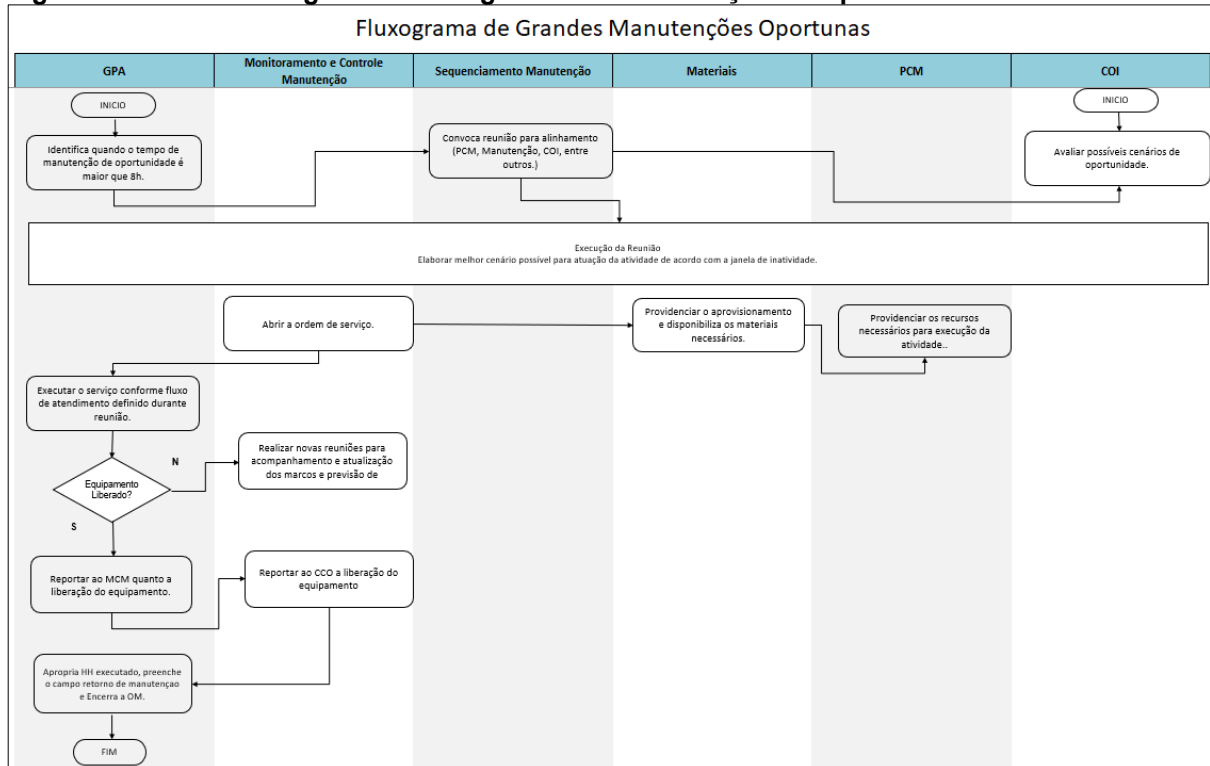 Fluxograma de Grandes Manutenções Oportunas
GPA
Monitoramento e Controle
Manutenção
Sequenciamento Manutenção
Materiais
PCM
COI
INICIO
INICIO
Identifica quando o tempo de
manutenção de oportunidade é
maior que 8h.
Convoca reunião para alinhamento
(PCM, Manutenção, COI, entre
outros.)
Avaliar possíveis cenários de
oportunidade.
Execução da Reunião
Elaborar melhor cenário possível para atuação da atividade de acordo com a janela de inatividade.
Abrir a ordem de serviço.
Providenciar o aprovisionamento
e disponibiliza os materiais
necessários.
Providenciar os recursos
necessários para execução da
atividade..
Executar o serviço conforme fluxo
de atendimento definido durante
reunião.
Equipamento
Liberado?
N
S
Realizar novas reuniões para
acompanhamento e atualização
dos marcos e previsão de
Reportar ao MCM quanto a
liberação do equipamento.
Reportar ao CCO a liberação do
equipamento
Apropria HH executado, preenche
o campo retorno de manutençao
e Encerra a OM.
FIM